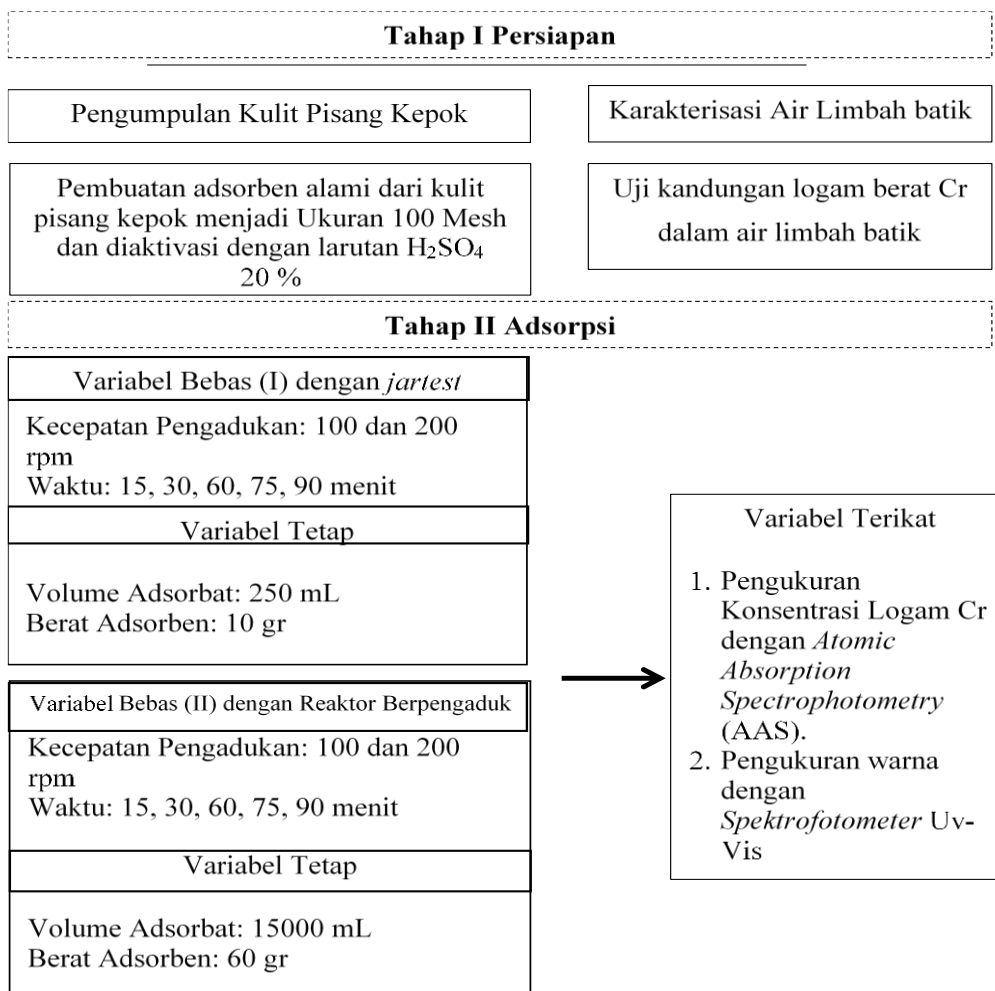 Tahap I Persiapan
Pengumpulan Kulit Pisang Kepok
Karakterisasi Air Limbah batik
Pembuatan adsorben alami dari kulit
pisang kepok menjadi Ukuran 100 Mesh
dan diaktivasi dengan larutan H₂SO₄
20 %
Uji kandungan logam berat Cr
dalam air limbah batik
Tahap II Adsorpsi
Variabel Bebas (I) dengan jartest
Kecepatan Pengadukan: 100 dan 200
rpm
Waktu: 15, 30, 60, 75, 90 menit
Variabel Tetap
Volume Adsorbat: 250 mL
Berat Adsorben: 10 gr
Variabel Bebas (II) dengan Reaktor Berpengaduk
Kecepatan Pengadukan: 100 dan 200
rpm
Waktu: 15, 30, 60, 75, 90 menit
Variabel Tetap
Volume Adsorbat: 15000 mL
Berat Adsorben: 60 gr
Variabel Terikat
1. Pengukuran
Konsentrasi Logam Cr
dengan Atomic
Absorption
Spectrophotometry
(AAS).
2. Pengukuran warna
dengan
Spektrofotometer Uv-
Vis